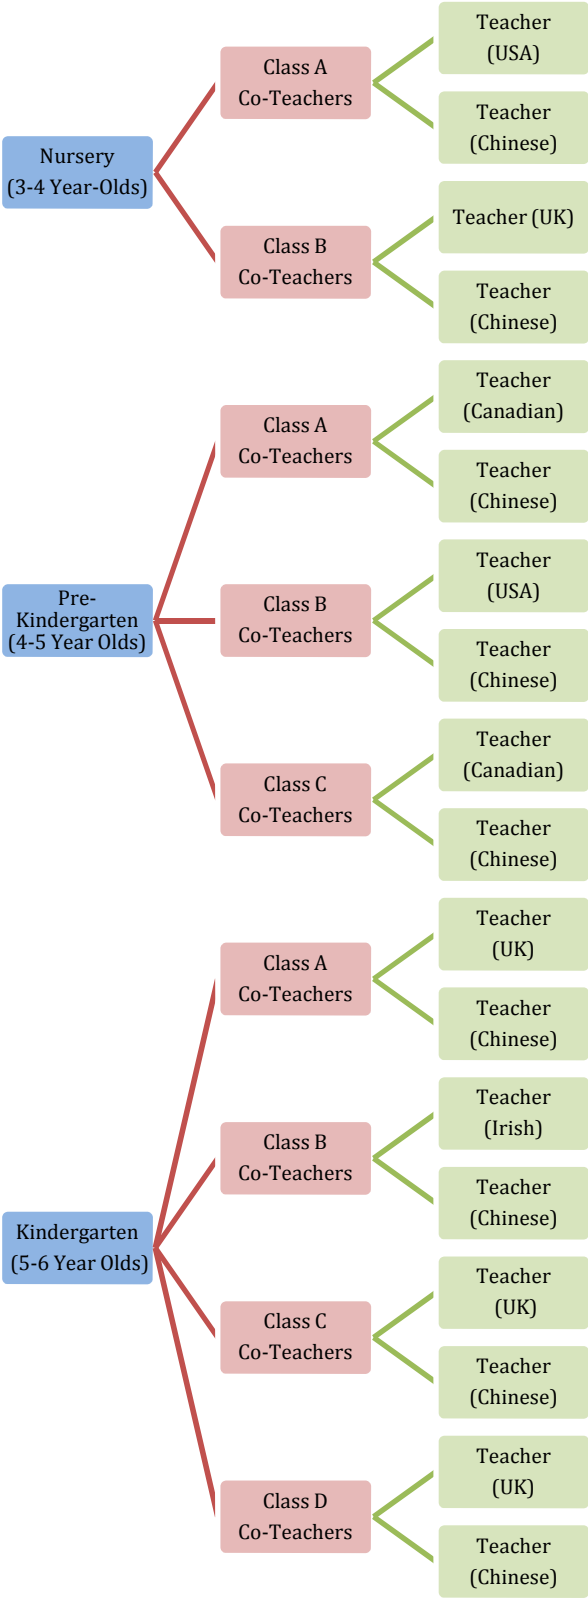 Nursery
(3-4 Year-Olds)
Class A
Co-Teachers
Teacher
(USA)
Teacher
(Chinese)
Class B
Co-Teachers
Teacher (UK)
Teacher
(Chinese)
Pre-
Kindergarten
(4-5 Year Olds)
Class A
Co-Teachers
Teacher
(Canadian)
Teacher
(Chinese)
Class B
Co-Teachers
Teacher
(USA)
Teacher
(Chinese)
Class C
Co-Teachers
Teacher
(Canadian)
Teacher
(Chinese)
Kindergarten
(5-6 Year Olds)
Class A
Co-Teachers
Teacher
(UK)
Teacher
(Chinese)
Class B
Co-Teachers
Teacher
(Irish)
Teacher
(Chinese)
Class C
Co-Teachers
Teacher
(UK)
Teacher
(Chinese)
Class D
Co-Teachers
Teacher
(UK)
Teacher
(Chinese)